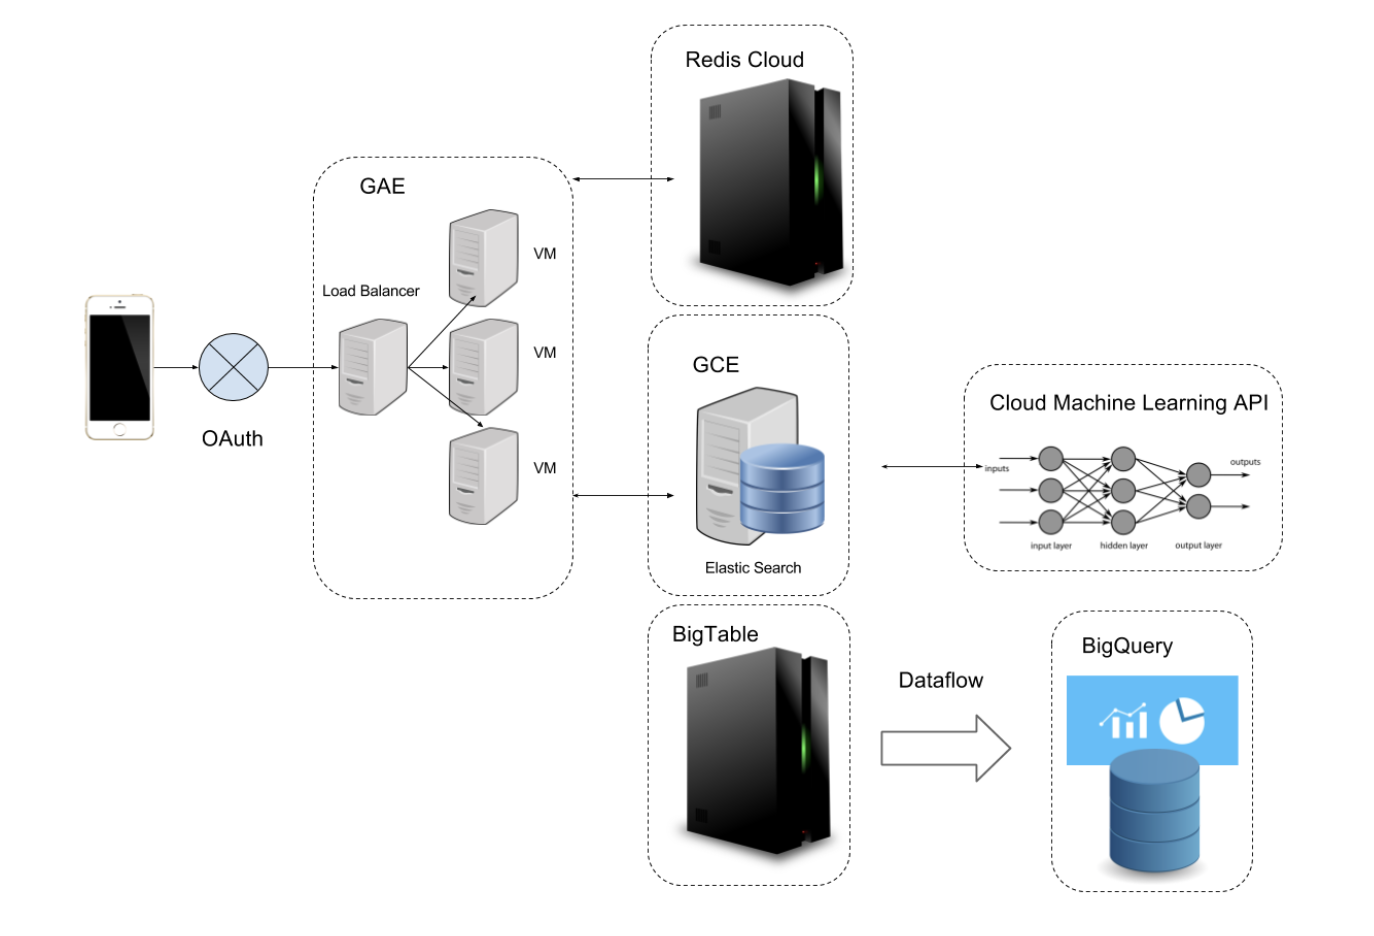 Redis Cloud
GAE
VM
Load Balancer
VM
VM
OAuth
GCE
Elastic Search
Cloud Machine Learning API
inputs
outputs
input layer
hidden layer
output layer
BigTable
Dataflow
BigQuery